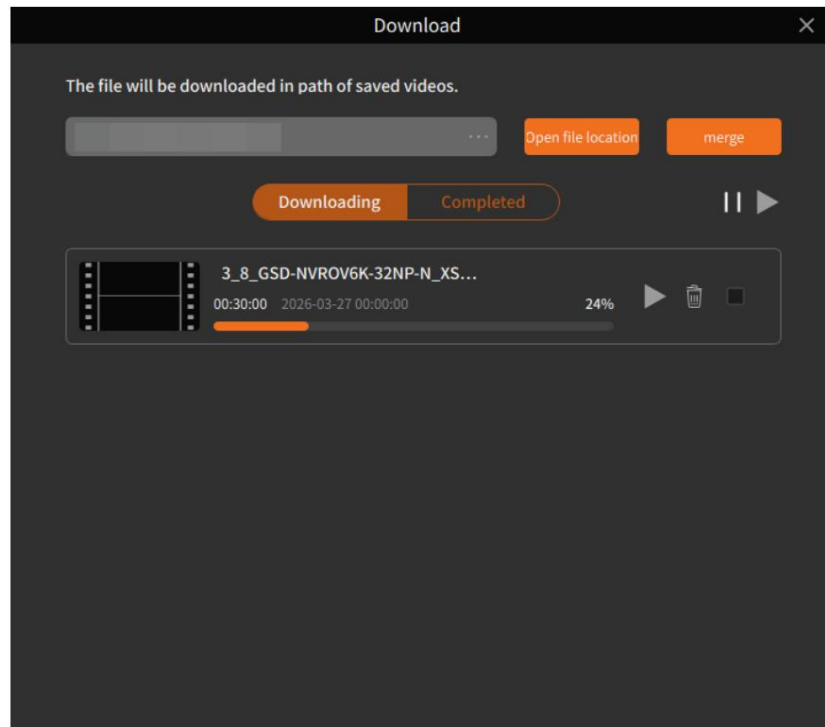 Download
The file will be downloaded in path of saved videos.
...
Open file location
merge
Downloading
Completed
3_8_GSD-NVROV6K-32NP-N_XS...
00:30:00 2026-03-27 00:00:00 24%